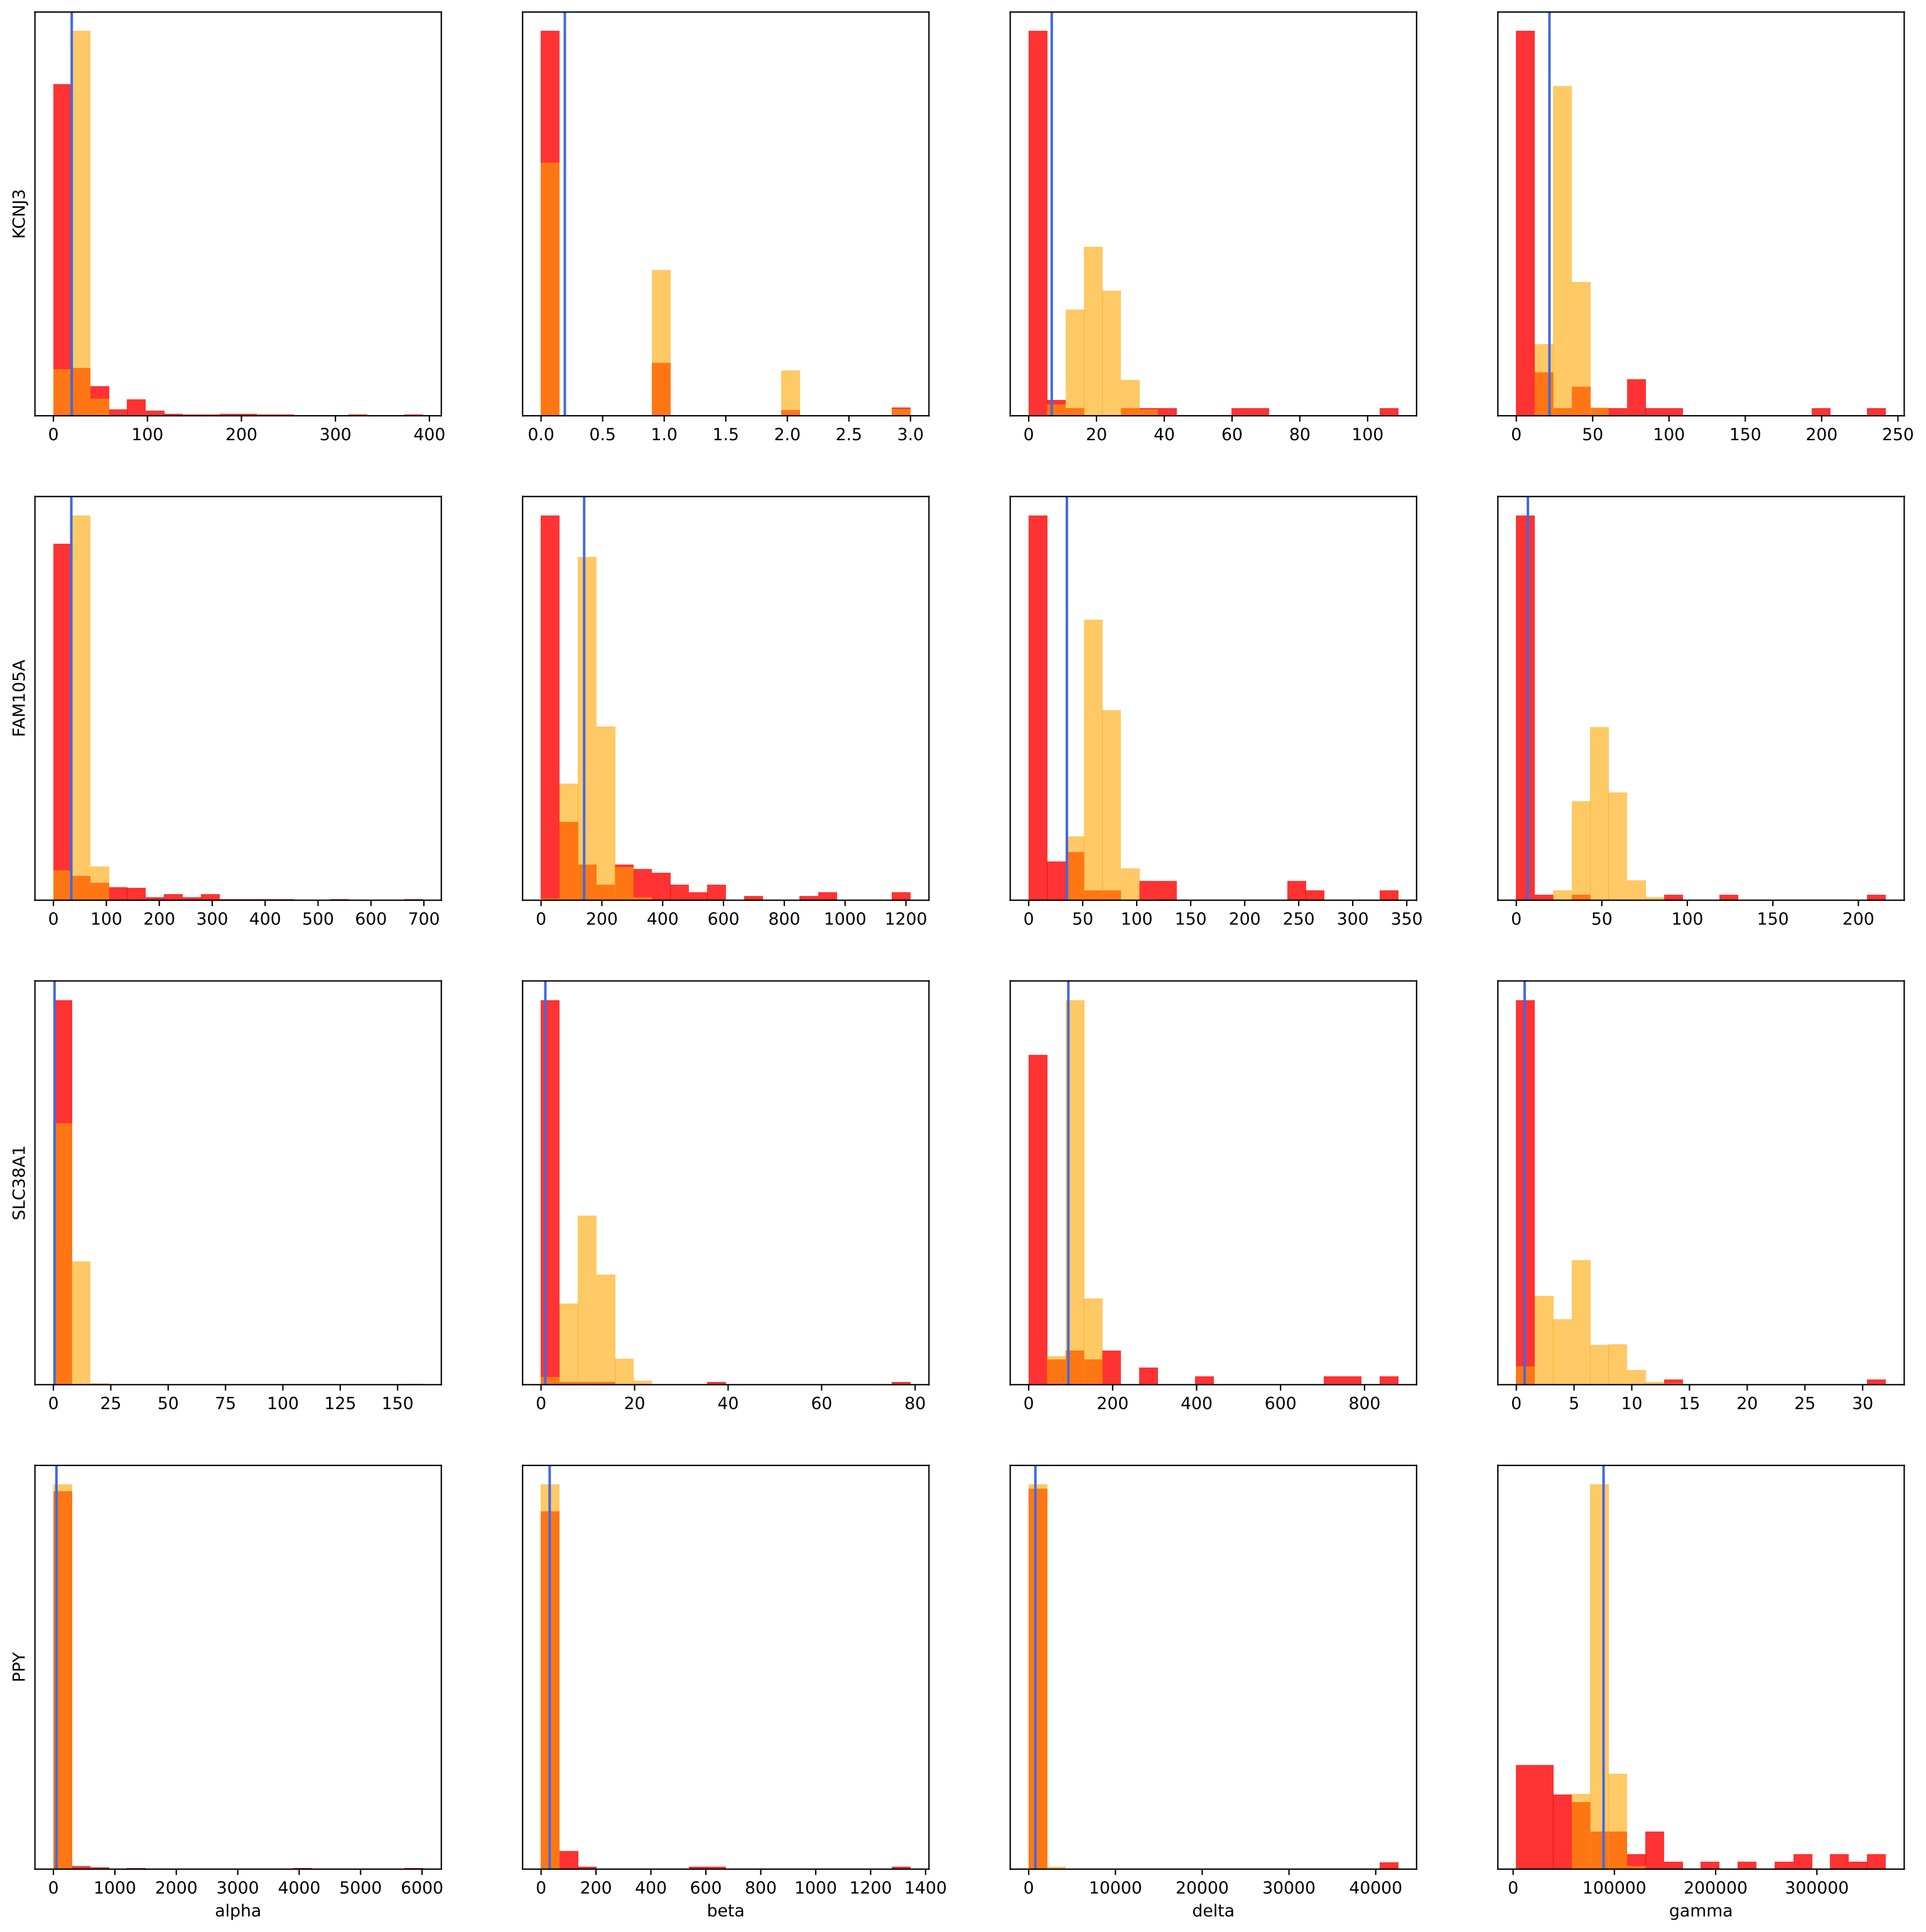 KCNJ3
0 100 200 300 400
0.0 0.5 1.0 1.5 2.0 2.5 3.0
0 20 40 60 80 100
0 50 100 150 200 250
FAM105A
0 100 200 300 400 500 600 700
0 200 400 600 800 1000 1200
0 50 100 150 200 250 300 350
0 50 100 150 200
SLC38A1
0 25 50 75 100 125 150
0 20 40 60 80
0 200 400 600 800
0 5 10 15 20 25 30
PPY
0 1000 2000 3000 4000 5000 6000
alpha
0 200 400 600 800 1000 1200 1400
beta
0 10000 20000 30000 40000
delta
0 100000 200000 300000
gamma